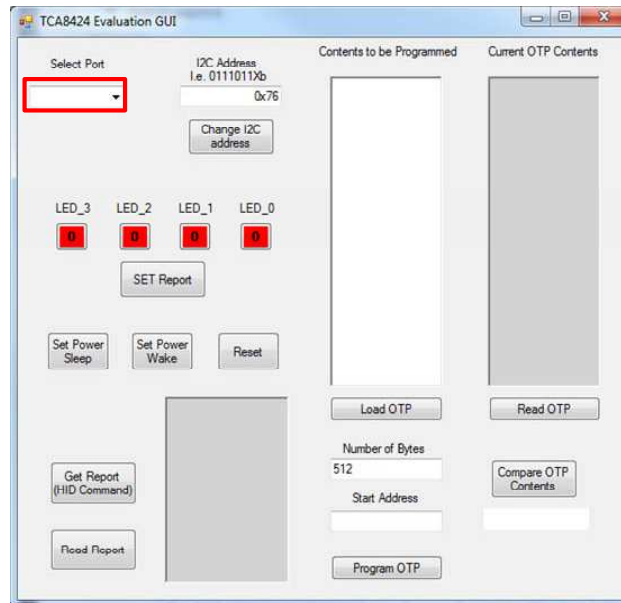 TCA8424 Evaluation GUI
Select Port
I2C Address
I.e. 0111011Xb
0x76
Change I2C
address
Contents to be Programmed
Current OTP Contents
LED_3 LED_2 LED_1 LED_0
0 0 0 0
SET Report
Set Power
Sleep
Set Power
Wake
Reset
Load OTP
Read OTP
Number of Bytes
512
Get Report
(HID Command)
Compare OTP
Contents
Start Address
Read Report
Program OTP